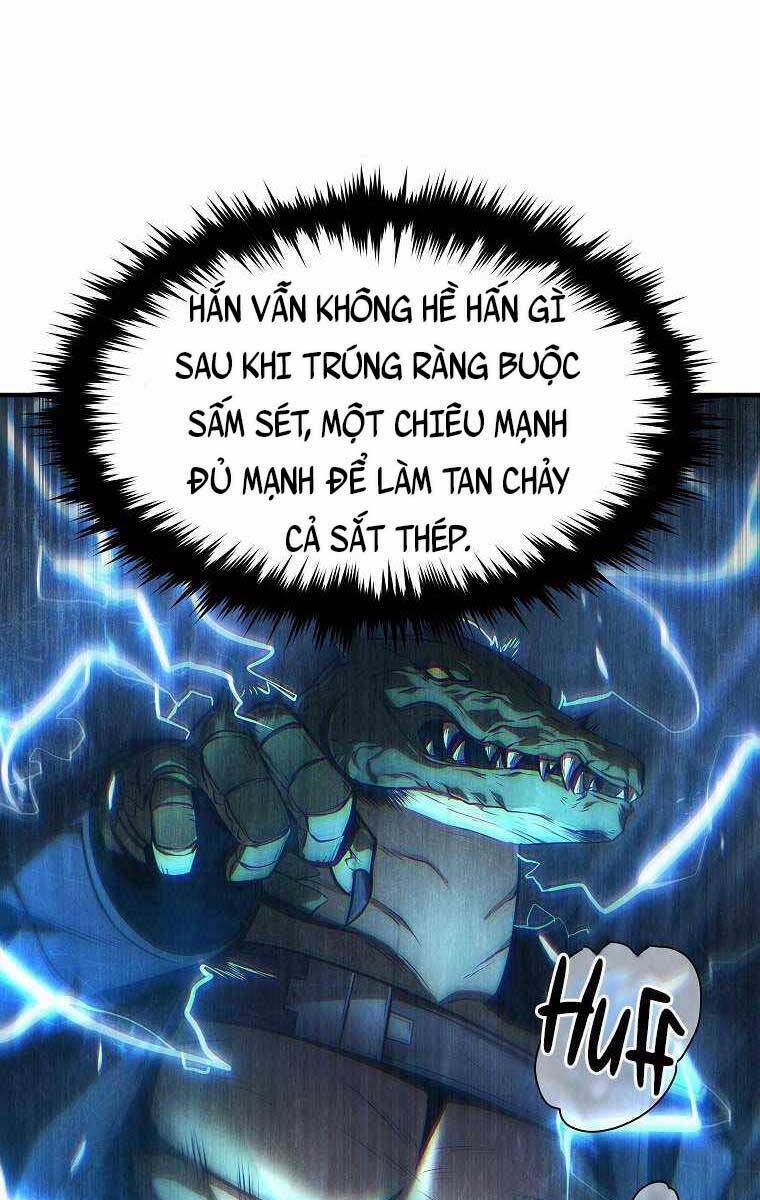 HẮN VẪN KHÔNG HỀ HẤN GÌ
SAU KHI TRÚNG RÀNG BUỘC
SẤM SÉT, MỘT CHIÊU MẠNH
ĐỦ MẠNH ĐỂ LÀM TAN CHẢY
CẢ SẮT THÉP.
Huff